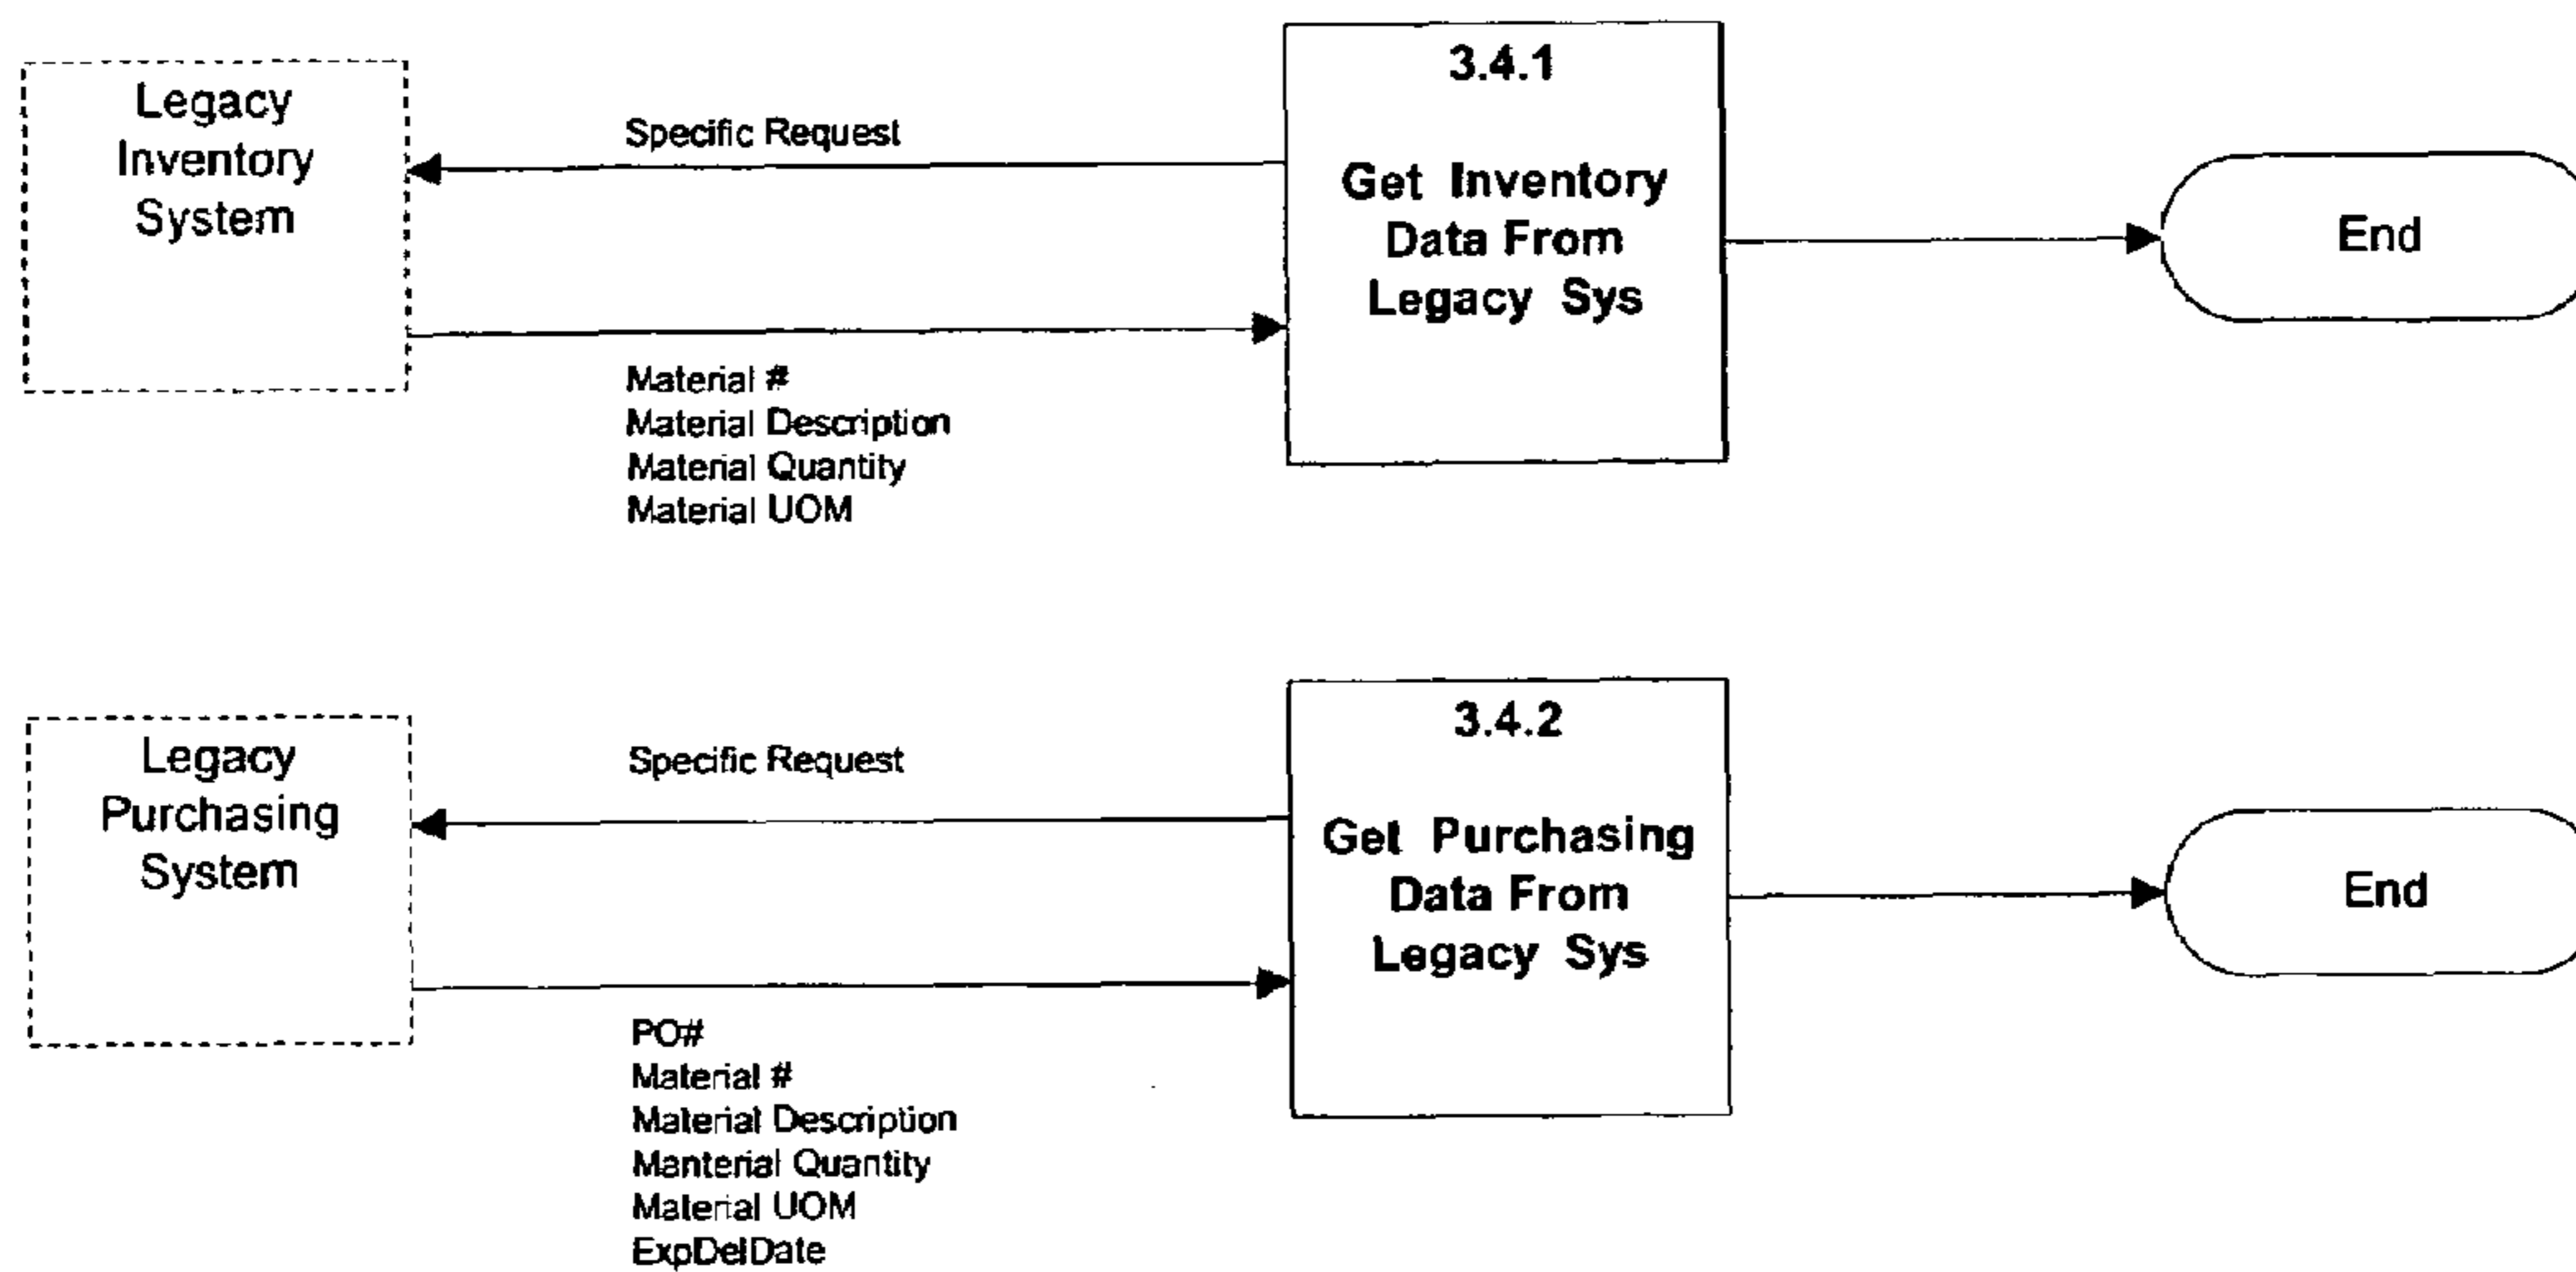 Legacy
Inventory
System
Specific Request
Material #
Material Description
Material Quantity
Material UOM
3.4.1
Get Inventory
Data From
Legacy Sys
End
Legacy
Purchasing
System
Specific Request
PO#
Material #
Material Description
Manterial Quantity
Material UOM
ExpDelDate
3.4.2
Get Purchasing
Data From
Legacy Sys
End